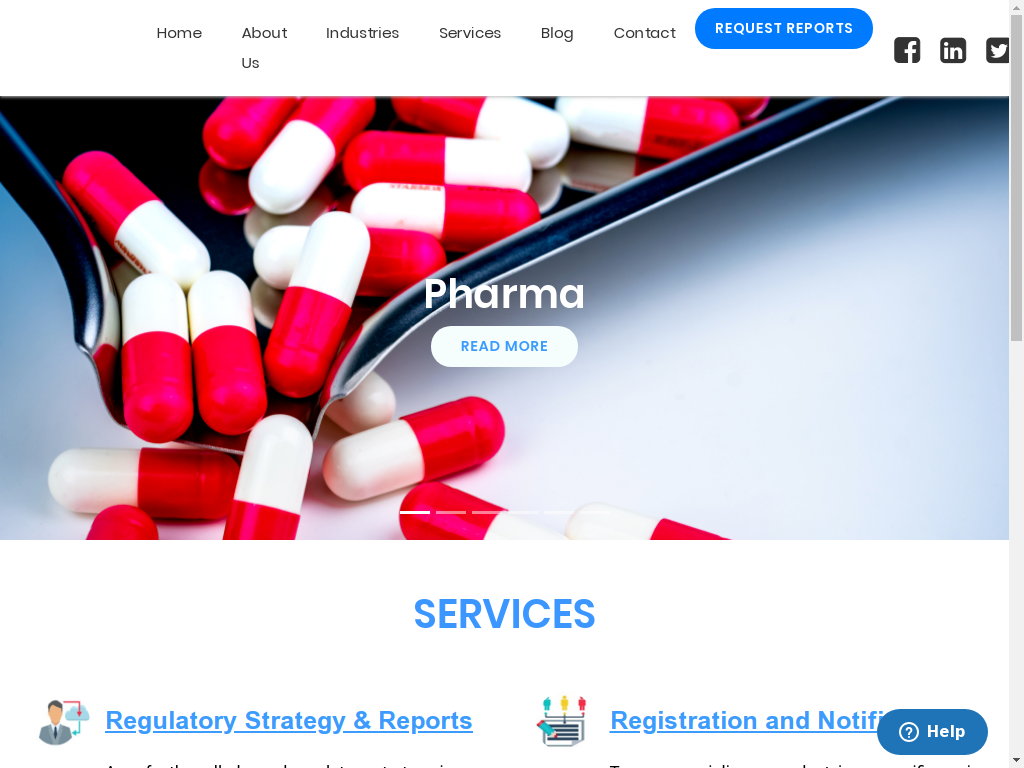 Home
About Us
Industries
Services
Blog
Contact
REQUEST REPORTS
Pharma
READ MORE
SERVICES
Regulatory Strategy & Reports
Registration and Notifi
Help